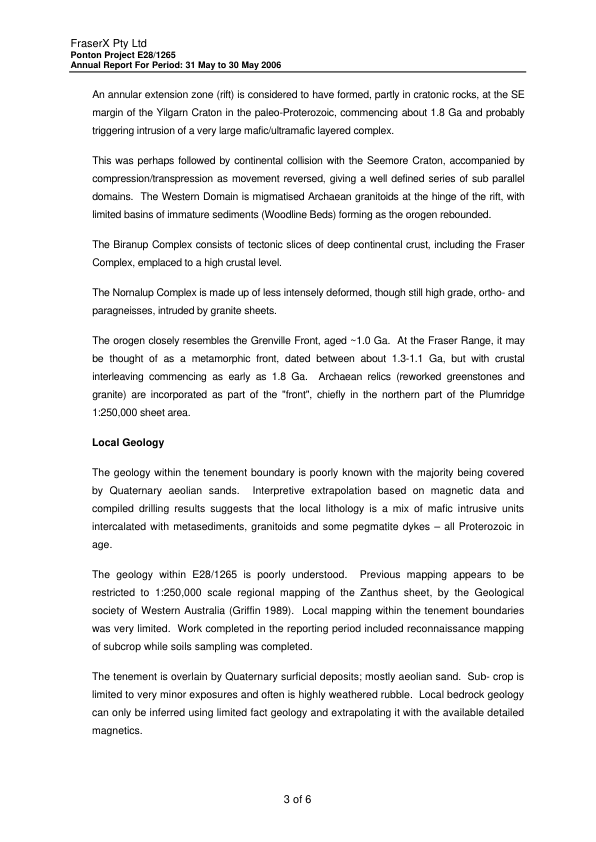 FraserX Pty Ltd
Ponton Project E28/1265
Annual Report For Period: 31 May to 30 May 2006
An annular extension zone (rift) is considered to have formed, partly in cratonic rocks, at the SE
margin of the Yilgarn Craton in the paleo-Proterozoic, commencing about 1.8 Ga and probably
triggering intrusion of a very large mafic/ultramafic layered complex.
This was perhaps followed by continental collision with the Seemore Craton, accompanied by
compression/transpression as movement reversed, giving a well defined series of sub parallel
domains.  The Western Domain is migmatised Archaean granitoids at the hinge of the rift, with
limited basins of immature sediments (Woodline Beds) forming as the orogen rebounded.
The Biranup Complex consists of tectonic slices of deep continental crust, including the Fraser
Complex, emplaced to a high crustal level.
The Nornalup Complex is made up of less intensely deformed, though still high grade, ortho- and
paragneisses, intruded by granite sheets.
The orogen closely resembles the Grenville Front, aged ~1.0 Ga.  At the Fraser Range, it may
be thought of as a metamorphic front, dated between about 1.3-1.1 Ga, but with crustal
interleaving commencing as early as 1.8 Ga.  Archaean relics (reworked greenstones and
granite) are incorporated as part of the "front", chiefly in the northern part of the Plumridge
1:250,000 sheet area.
Local Geology
The geology within the tenement boundary is poorly known with the majority being covered
by Quaternary aeolian sands.  Interpretive extrapolation based on magnetic data and
compiled drilling results suggests that the local lithology is a mix of mafic intrusive units
intercalated with metasediments, granitoids and some pegmatite dykes – all Proterozoic in
age.
The geology within E28/1265 is poorly understood.  Previous mapping appears to be
restricted to 1:250,000 scale regional mapping of the Zanthus sheet, by the Geological
society of Western Australia (Griffin 1989).  Local mapping within the tenement boundaries
was very limited.  Work completed in the reporting period included reconnaissance mapping
of subcrop while soils sampling was completed.
The tenement is overlain by Quaternary surficial deposits; mostly aeolian sand.  Sub- crop is
limited to very minor exposures and often is highly weathered rubble.  Local bedrock geology
can only be inferred using limited fact geology and extrapolating it with the available detailed
magnetics.
3 of 6